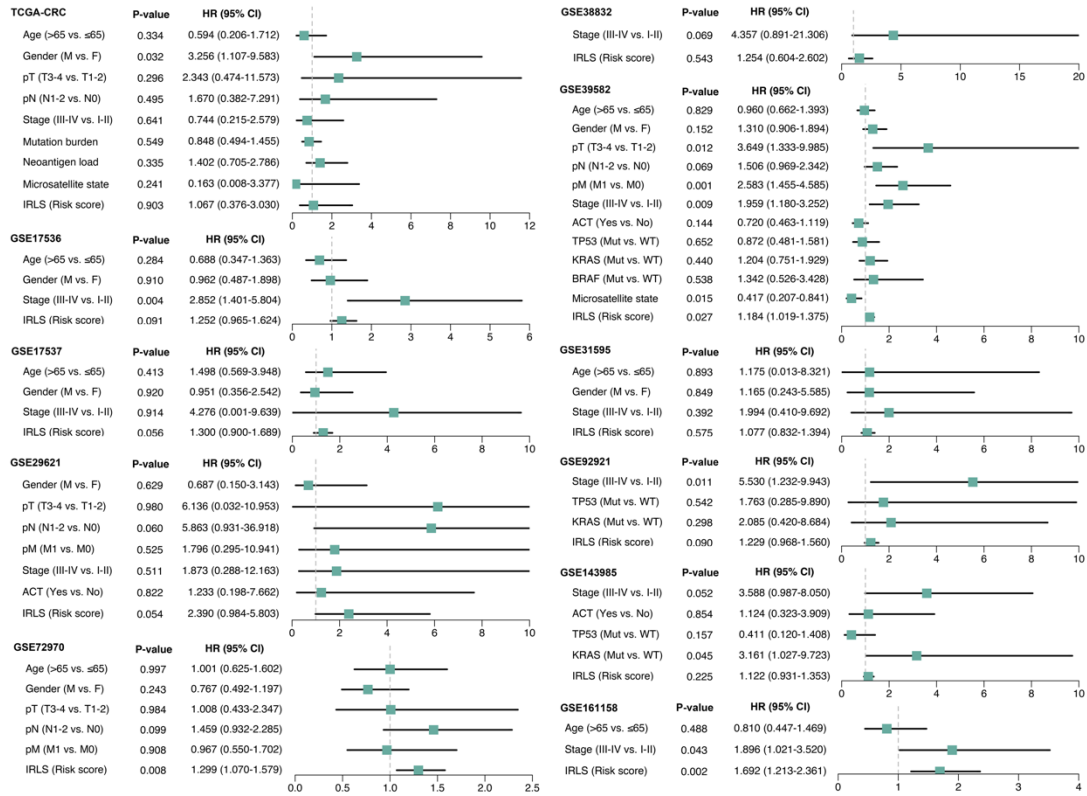 TCGA-CRC P-value HR (95% CI)
Age (>65 vs. ≤65) 0.334 0.594 (0.206-1.712)
Gender (M vs. F) 0.032 3.256 (1.107-9.583)
pT (T3-4 vs. T1-2) 0.296 2.343 (0.474-11.573)
pN (N1-2 vs. N0) 0.495 1.670 (0.382-7.291)
Stage (III-IV vs. I-II) 0.641 0.744 (0.215-2.579)
Mutation burden 0.549 0.848 (0.494-1.455)
Neoantigen load 0.335 1.402 (0.705-2.786)
Microsatellite state 0.241 0.163 (0.008-3.377)
IRLS (Risk score) 0.903 1.067 (0.376-3.030)
0 2 4 6 8 10 12
GSE17536 P-value HR (95% CI)
Age (>65 vs. ≤65) 0.284 0.688 (0.347-1.363)
Gender (M vs. F) 0.910 0.962 (0.487-1.898)
Stage (III-IV vs. I-II) 0.004 2.852 (1.401-5.804)
IRLS (Risk score) 0.091 1.252 (0.965-1.624)
0 1 2 3 4 5 6
GSE17537 P-value HR (95% CI)
Age (>65 vs. ≤65) 0.413 1.498 (0.569-3.948)
Gender (M vs. F) 0.920 0.951 (0.356-2.542)
Stage (III-IV vs. I-II) 0.914 4.276 (0.001-9.639)
IRLS (Risk score) 0.056 1.300 (0.900-1.689)
0 2 4 6 8 10
GSE29621 P-value HR (95% CI)
Gender (M vs. F) 0.629 0.687 (0.150-3.143)
pT (T3-4 vs. T1-2) 0.980 6.136 (0.032-10.953)
pN (N1-2 vs. N0) 0.060 5.863 (0.931-36.918)
pM (M1 vs. M0) 0.525 1.796 (0.295-10.941)
Stage (III-IV vs. I-II) 0.511 1.873 (0.288-12.163)
ACT (Yes vs. No) 0.822 1.233 (0.198-7.662)
IRLS (Risk score) 0.054 2.390 (0.984-5.803)
0 2 4 6 8 10
GSE72970 P-value HR (95% CI)
Age (>65 vs. ≤65) 0.997 1.001 (0.625-1.602)
Gender (M vs. F) 0.243 0.767 (0.492-1.197)
pT (T3-4 vs. T1-2) 0.984 1.008 (0.433-2.347)
pN (N1-2 vs. N0) 0.099 1.459 (0.932-2.285)
pM (M1 vs. M0) 0.908 0.967 (0.550-1.702)
IRLS (Risk score) 0.008 1.299 (1.070-1.579)
0.0 0.5 1.0 1.5 2.0 2.5
GSE38832 P-value HR (95% CI)
Stage (III-IV vs. I-II) 0.069 4.357 (0.891-21.306)
IRLS (Risk score) 0.543 1.254 (0.604-2.602)
0 5 10 15 20
GSE39582 P-value HR (95% CI)
Age (>65 vs. ≤65) 0.829 0.960 (0.662-1.393)
Gender (M vs. F) 0.152 1.310 (0.906-1.894)
pT (T3-4 vs. T1-2) 0.012 3.649 (1.333-9.985)
pN (N1-2 vs. N0) 0.069 1.506 (0.969-2.342)
pM (M1 vs. M0) 0.001 2.583 (1.455-4.585)
Stage (III-IV vs. I-II) 0.009 1.959 (1.180-3.252)
ACT (Yes vs. No) 0.144 0.720 (0.463-1.119)
TP53 (Mut vs. WT) 0.652 0.872 (0.481-1.581)
KRAS (Mut vs. WT) 0.440 1.204 (0.751-1.929)
BRAF (Mut vs. WT) 0.538 1.342 (0.526-3.428)
Microsatellite state 0.015 0.417 (0.207-0.841)
IRLS (Risk score) 0.027 1.184 (1.019-1.375)
0 2 4 6 8 10
GSE31595 P-value HR (95% CI)
Age (>65 vs. ≤65) 0.893 1.175 (0.013-8.321)
Gender (M vs. F) 0.849 1.165 (0.243-5.585)
Stage (III-IV vs. I-II) 0.392 1.994 (0.410-9.692)
IRLS (Risk score) 0.575 1.077 (0.832-1.394)
0 2 4 6 8 10
GSE92921 P-value HR (95% CI)
Stage (III-IV vs. I-II) 0.011 5.530 (1.232-9.943)
TP53 (Mut vs. WT) 0.542 1.763 (0.285-9.890)
KRAS (Mut vs. WT) 0.298 2.085 (0.420-8.684)
IRLS (Risk score) 0.090 1.229 (0.968-1.560)
0 2 4 6 8 10
GSE143985 P-value HR (95% CI)
Stage (III-IV vs. I-II) 0.052 3.588 (0.987-8.050)
ACT (Yes vs. No) 0.854 1.124 (0.323-3.909)
TP53 (Mut vs. WT) 0.157 0.411 (0.120-1.408)
KRAS (Mut vs. WT) 0.045 3.161 (1.027-9.723)
IRLS (Risk score) 0.225 1.122 (0.931-1.353)
0 2 4 6 8 10
GSE161158 P-value HR (95% CI)
Age (>65 vs. ≤65) 0.488 0.810 (0.447-1.469)
Stage (III-IV vs. I-II) 0.043 1.896 (1.021-3.520)
IRLS (Risk score) 0.002 1.692 (1.213-2.361)
0 1 2 3 4